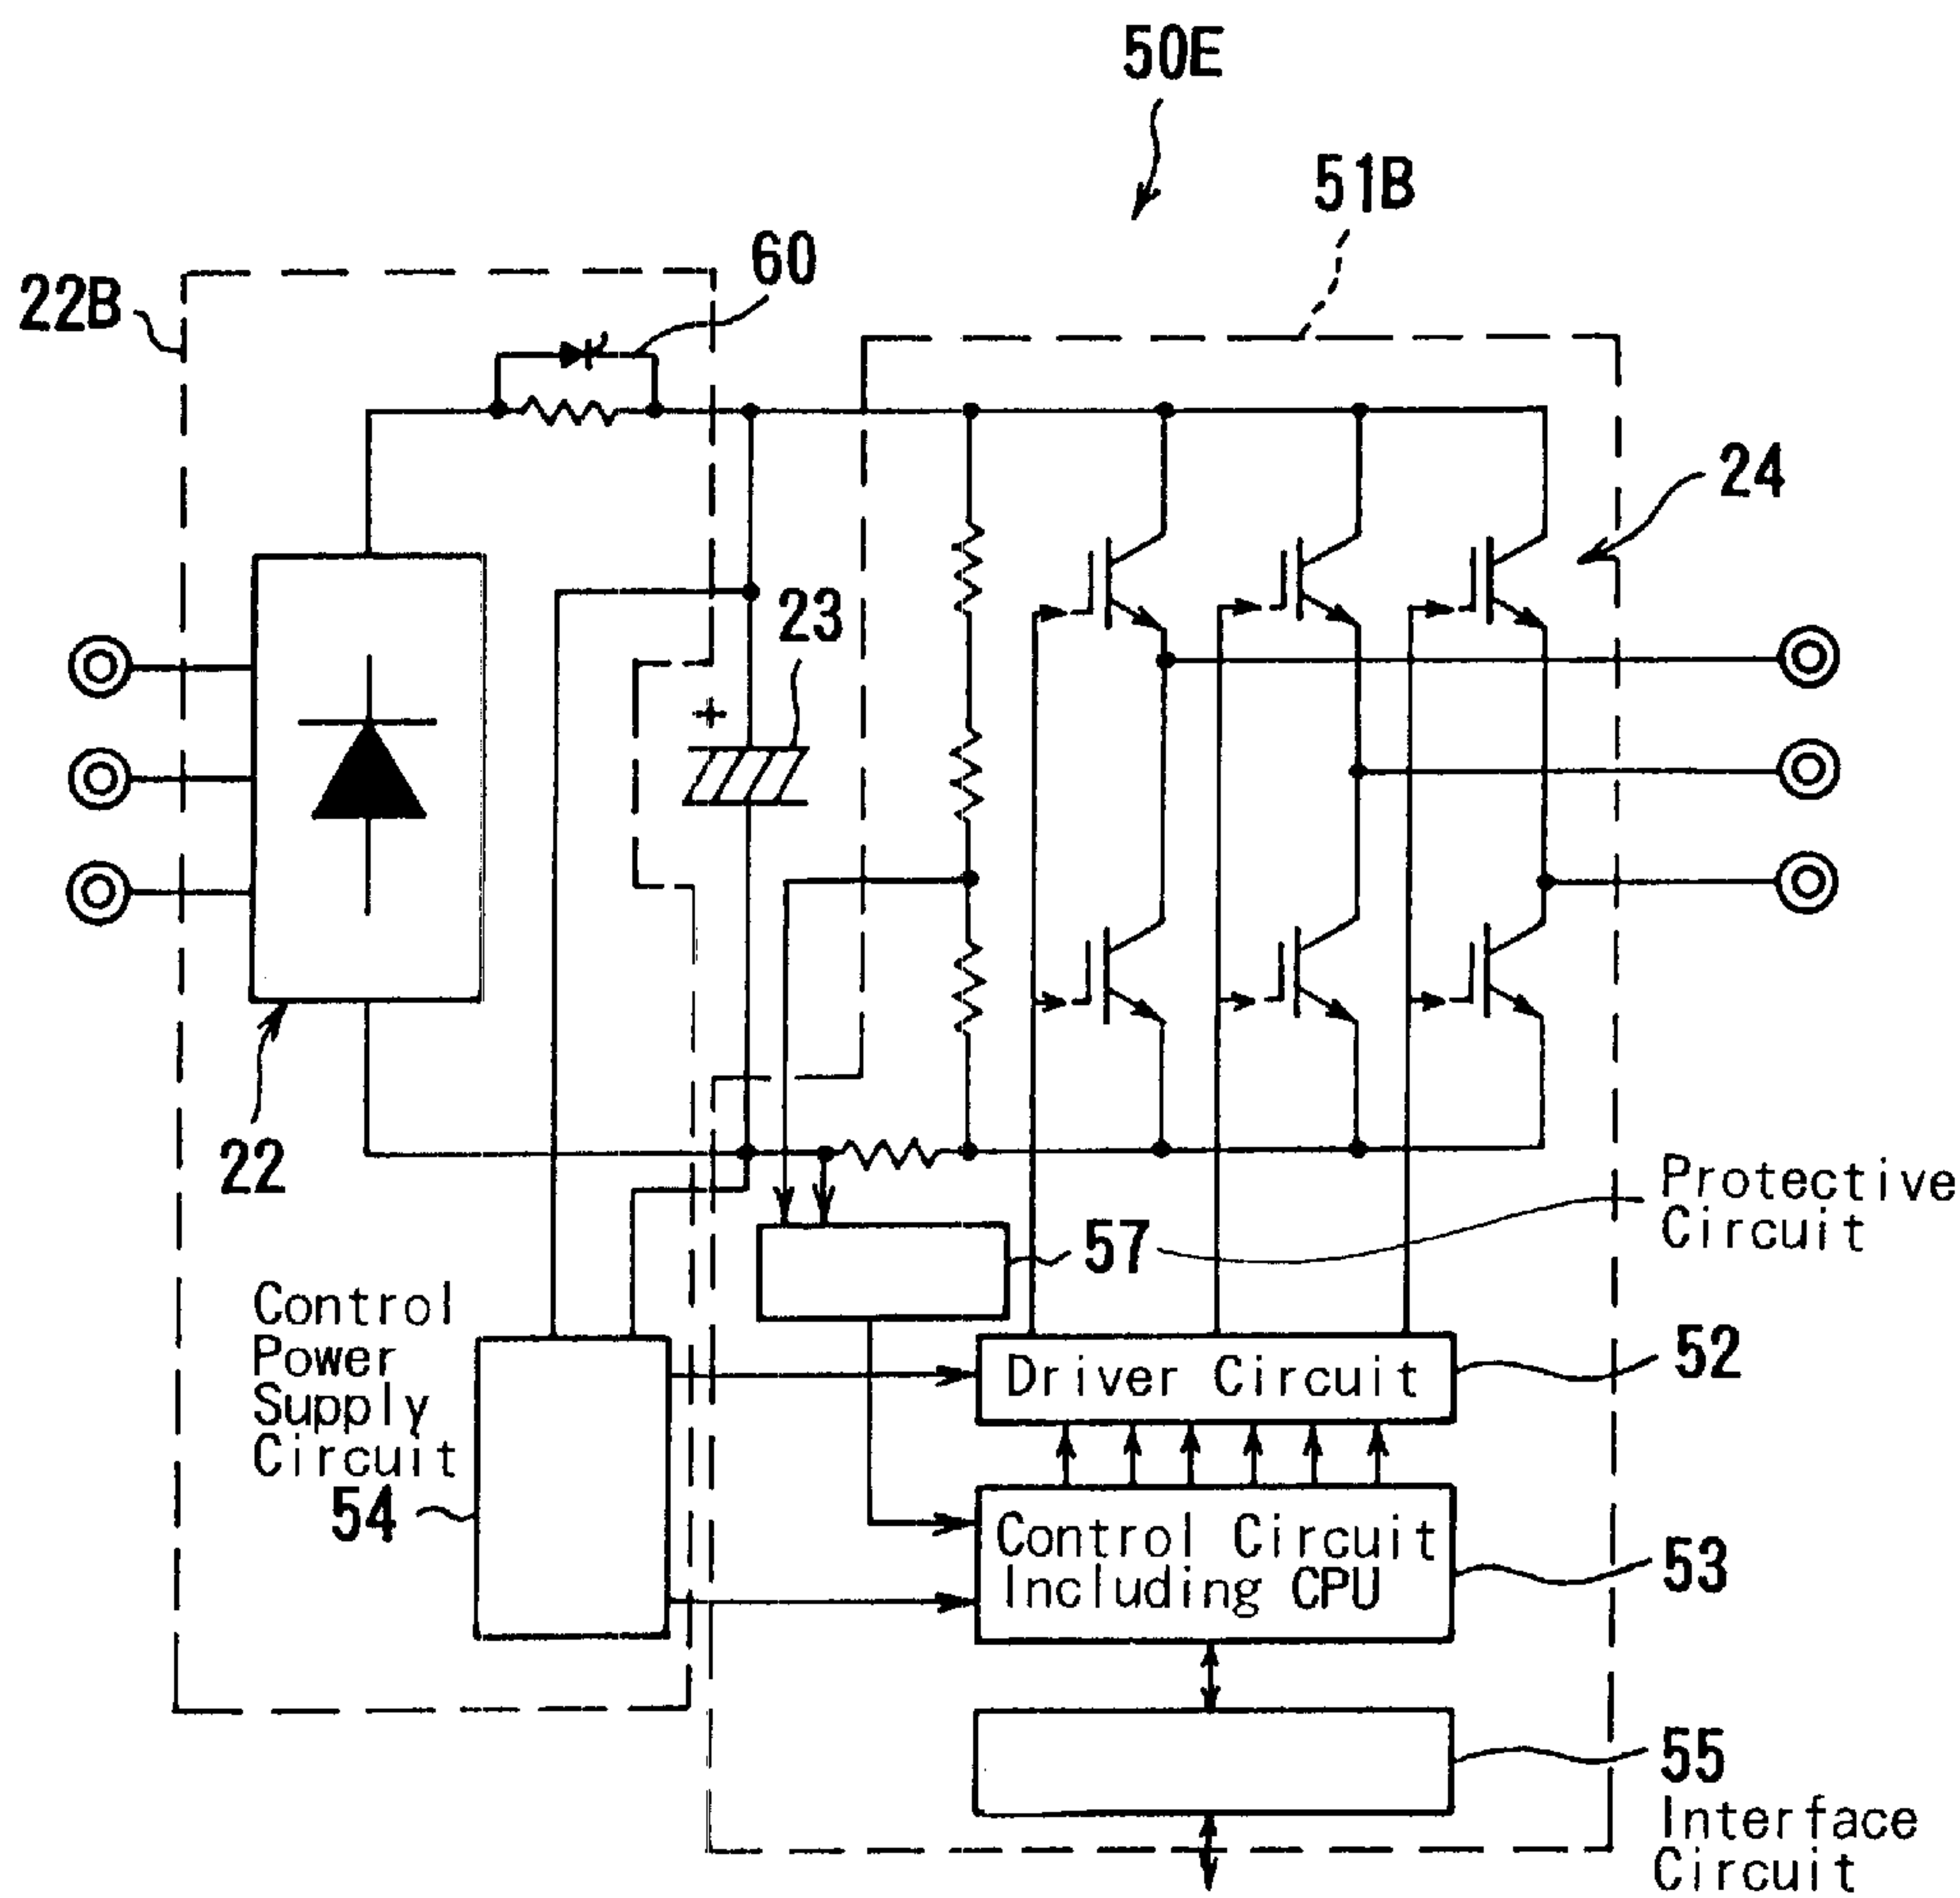 50E
51B
60
22B
24
23
+
22
Protective
Circuit
57
Control
Power
Supply
Circuit
54
Driver Circuit
52
Control Circuit
Including CPU
53
55
Interface
Circuit